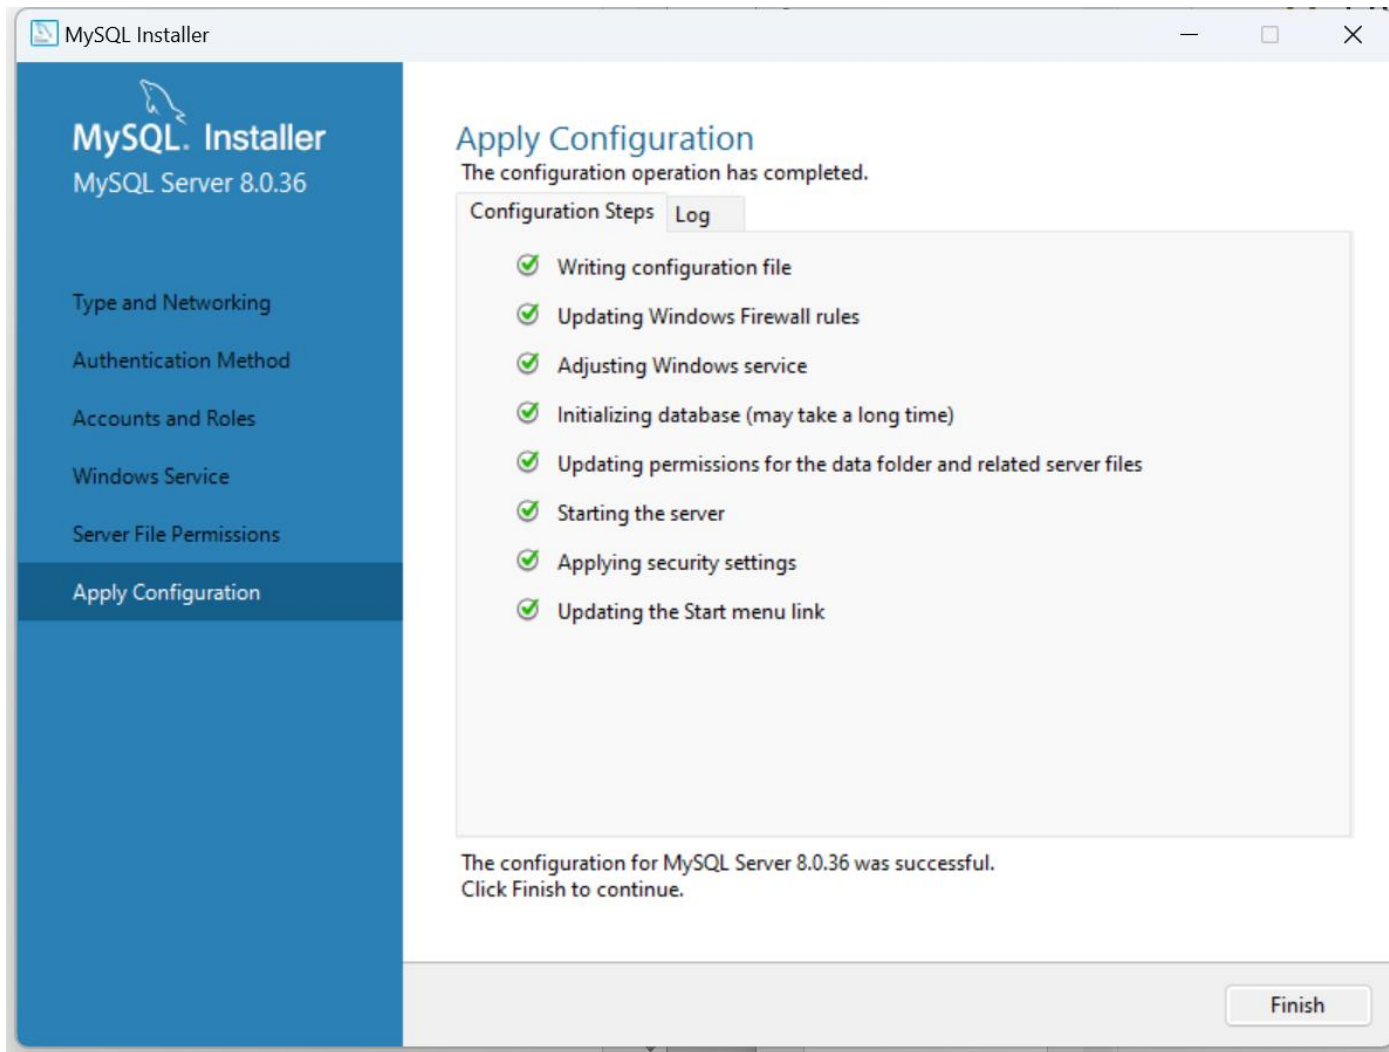 MySQL Installer
MySQL. Installer
MySQL Server 8.0.36
Type and Networking
Authentication Method
Accounts and Roles
Windows Service
Server File Permissions
Apply Configuration
Apply Configuration
The configuration operation has completed.
Configuration Steps
Log
Writing configuration file
Updating Windows Firewall rules
Adjusting Windows service
Initializing database (may take a long time)
Updating permissions for the data folder and related server files
Starting the server
Applying security settings
Updating the Start menu link
The configuration for MySQL Server 8.0.36 was successful.
Click Finish to continue.
Finish